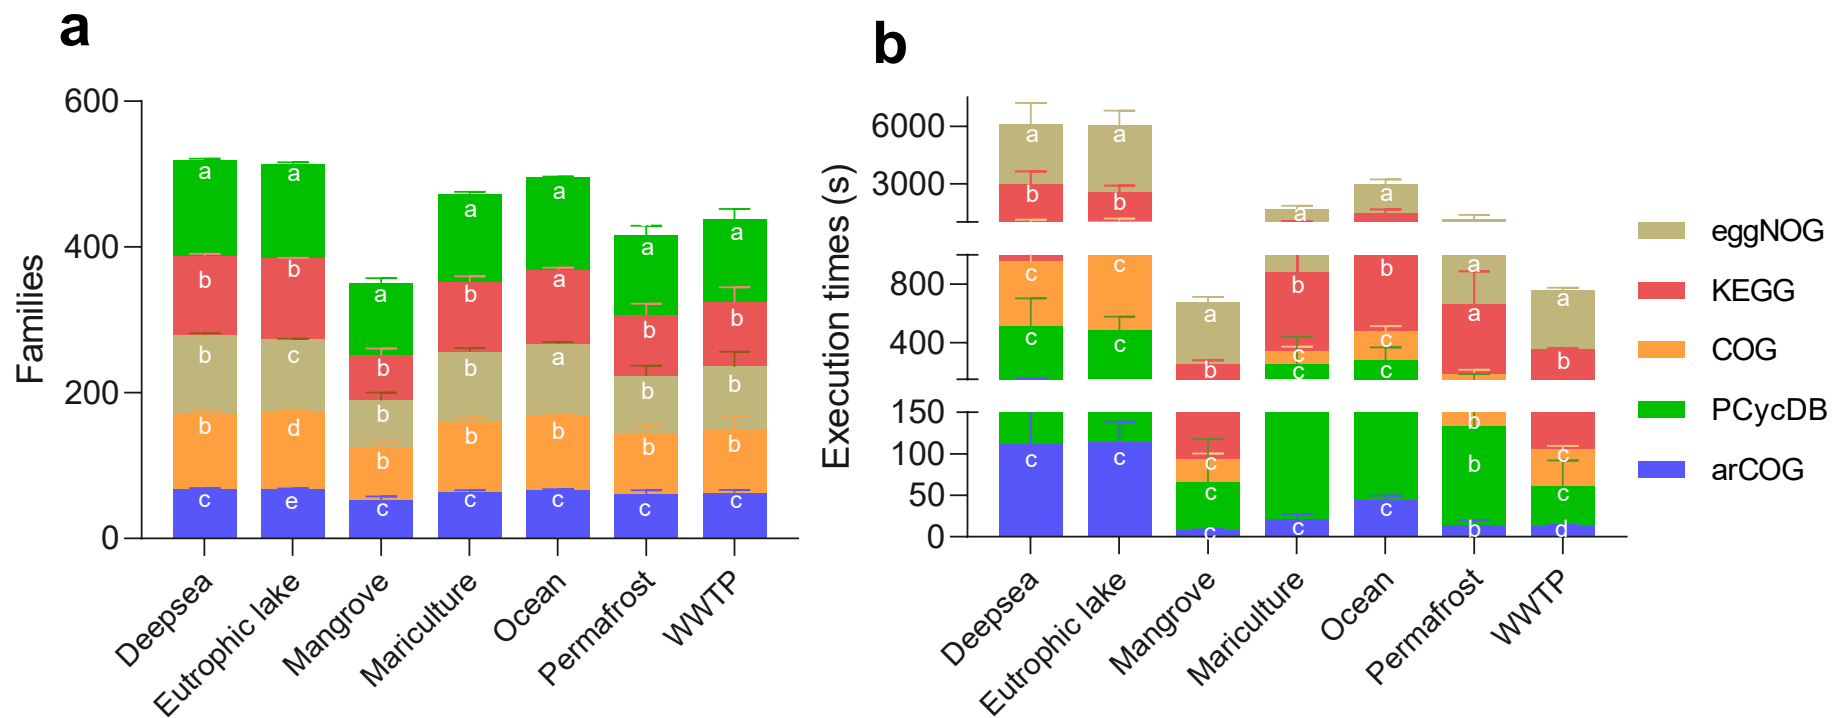 a
Families
600
400
200
0
a a a a a a a
b b b b a b b
b c b b a b b
b d b b b b b
c e c c c c c
Deepsea
Eutrophic lake
Mangrove
Mariculture
Ocean
Permafrost
WWTP
b
Execution times (s)
6000
3000
800
400
150
100
50
0
a a a a
b b
c c a b b a a
c c b c c a b
c c
c c c c c b c
c b c
c c b d
Deepsea
Eutrophic lake
Mangrove
Mariculture
Ocean
Permafrost
WWTP
eggNOG
KEGG
COG
PCycDB
arCOG